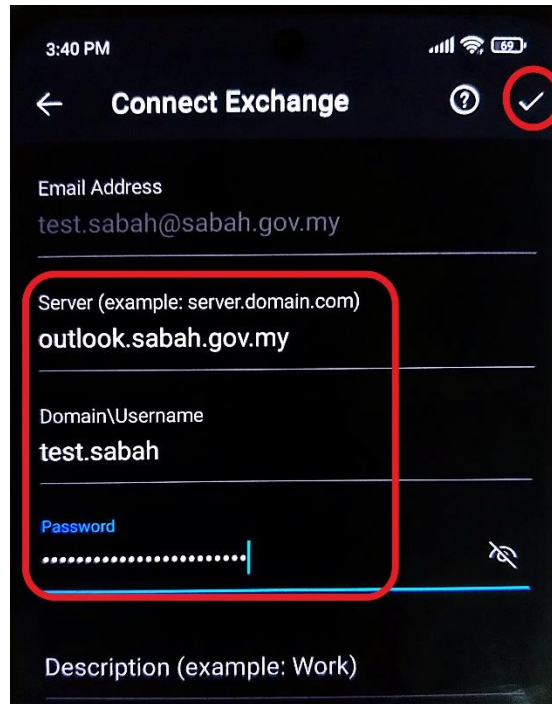 3:40 PM 69
Connect Exchange
Email Address
test.sabah@sabah.gov.my
Server (example: server.domain.com)
outlook.sabah.gov.my
Domain\Username
test.sabah
Password
Description (example: Work)